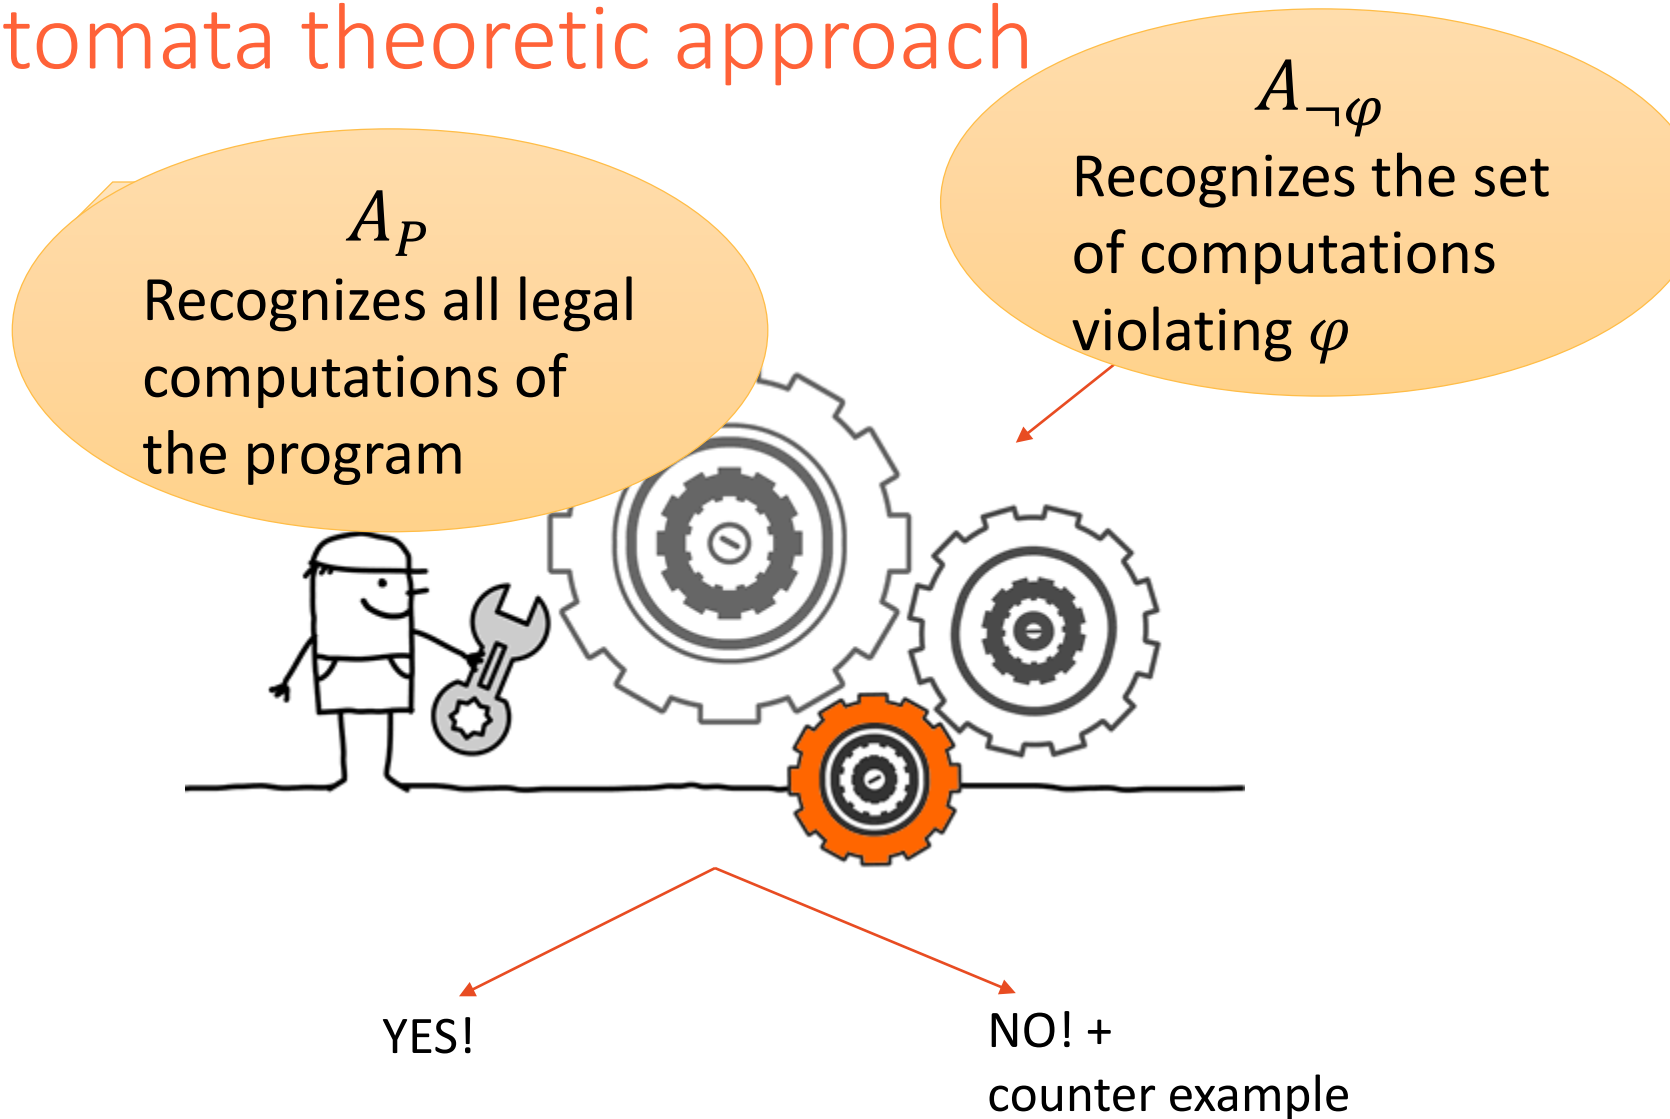 tomata theoretic approach
A¬φ
Recognizes the set
of computations
violating φ
A_P
Recognizes all legal
computations of
the program
YES!
NO! +
counter example